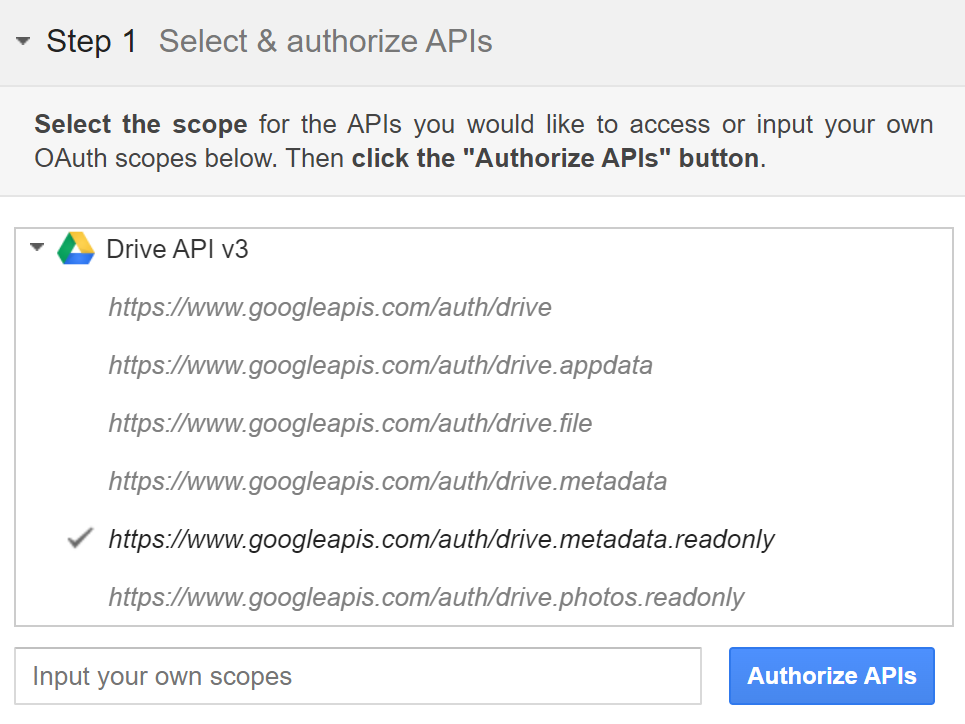 Step 1 Select & authorize APIs
Select the scope for the APIs you would like to access or input your own
OAuth scopes below. Then click the "Authorize APIs" button.
Drive API v3
https://www.googleapis.com/auth/drive
https://www.googleapis.com/auth/drive.appdata
https://www.googleapis.com/auth/drive.file
https://www.googleapis.com/auth/drive.metadata
https://www.googleapis.com/auth/drive.metadata.readonly
https://www.googleapis.com/auth/drive.photos.readonly
Input your own scopes
Authorize APIs